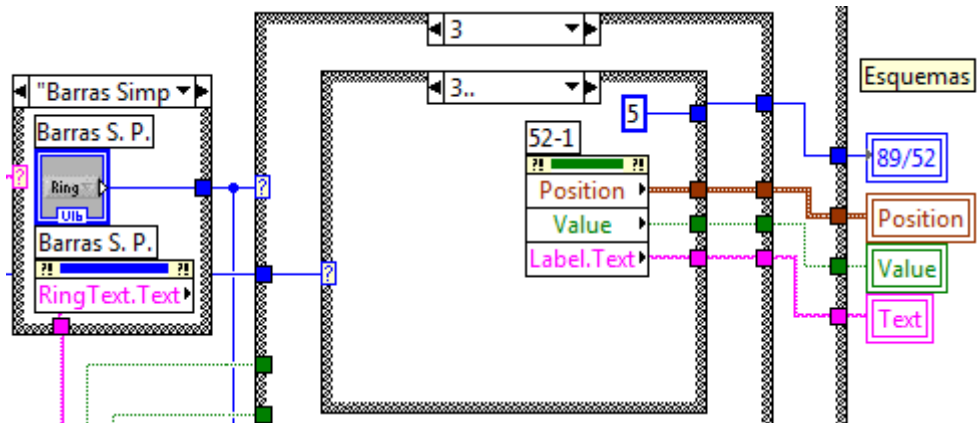 3
"Barras Simp
3..
Esquemas
Barras S. P.
5
52-1
?!
?!
89/52
?
Ring
?
Position
Position
U16
Value
Barras S. P.
Value
?!
?!
Label.Text
?
RingText.Text
Text